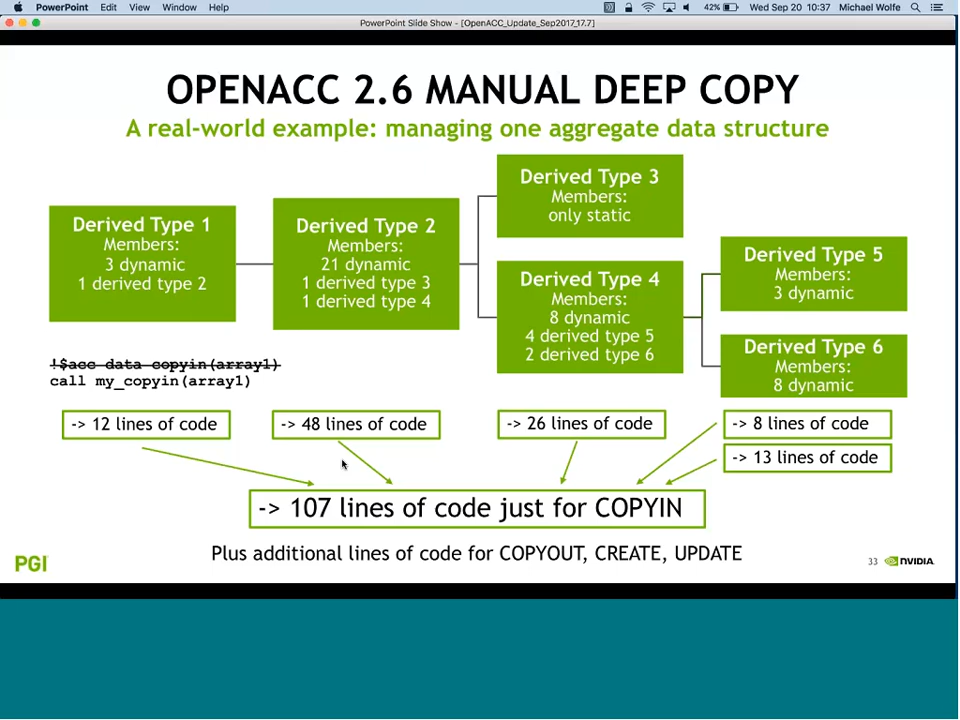 PowerPoint Edit View Window Help 42% Wed Sep 20 10:37 Michael Wolfe
PowerPoint Slide Show - [OpenACC_Update_Sep2017_17.7]
OPENACC 2.6 MANUAL DEEP COPY
A real-world example: managing one aggregate data structure
Derived Type 1
Members:
3 dynamic
1 derived type 2
Derived Type 2
Members:
21 dynamic
1 derived type 3
1 derived type 4
Derived Type 3
Members:
only static
Derived Type 4
Members:
8 dynamic
4 derived type 5
2 derived type 6
Derived Type 5
Members:
3 dynamic
Derived Type 6
Members:
8 dynamic
!$acc data copyin(array1)
call my_copyin(array1)
-> 12 lines of code
-> 48 lines of code
-> 26 lines of code
-> 8 lines of code
-> 13 lines of code
-> 107 lines of code just for COPYIN
Plus additional lines of code for COPYOUT, CREATE, UPDATE
PGI
33
NVIDIA